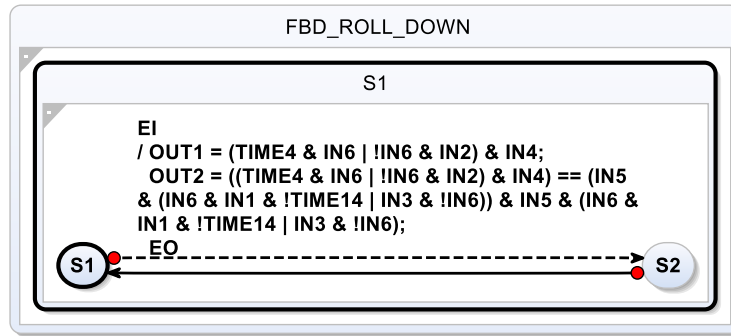 FBD_ROLL_DOWN
S1
EI
/ OUT1 = (TIME4 & IN6 | !IN6 & IN2) & IN4;
OUT2 = ((TIME4 & IN6 | !IN6 & IN2) & IN4) == (IN5
& (IN6 & IN1 & !TIME14 | IN3 & !IN6)) & IN5 & (IN6 &
IN1 & !TIME14 | IN3 & !IN6);
EO
S1
S2